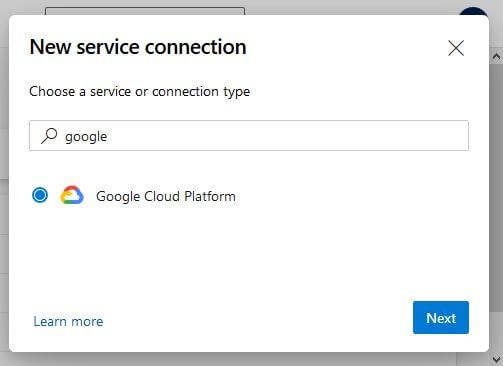 New service connection
Choose a service or connection type
google
Google Cloud Platform
Learn more
Next